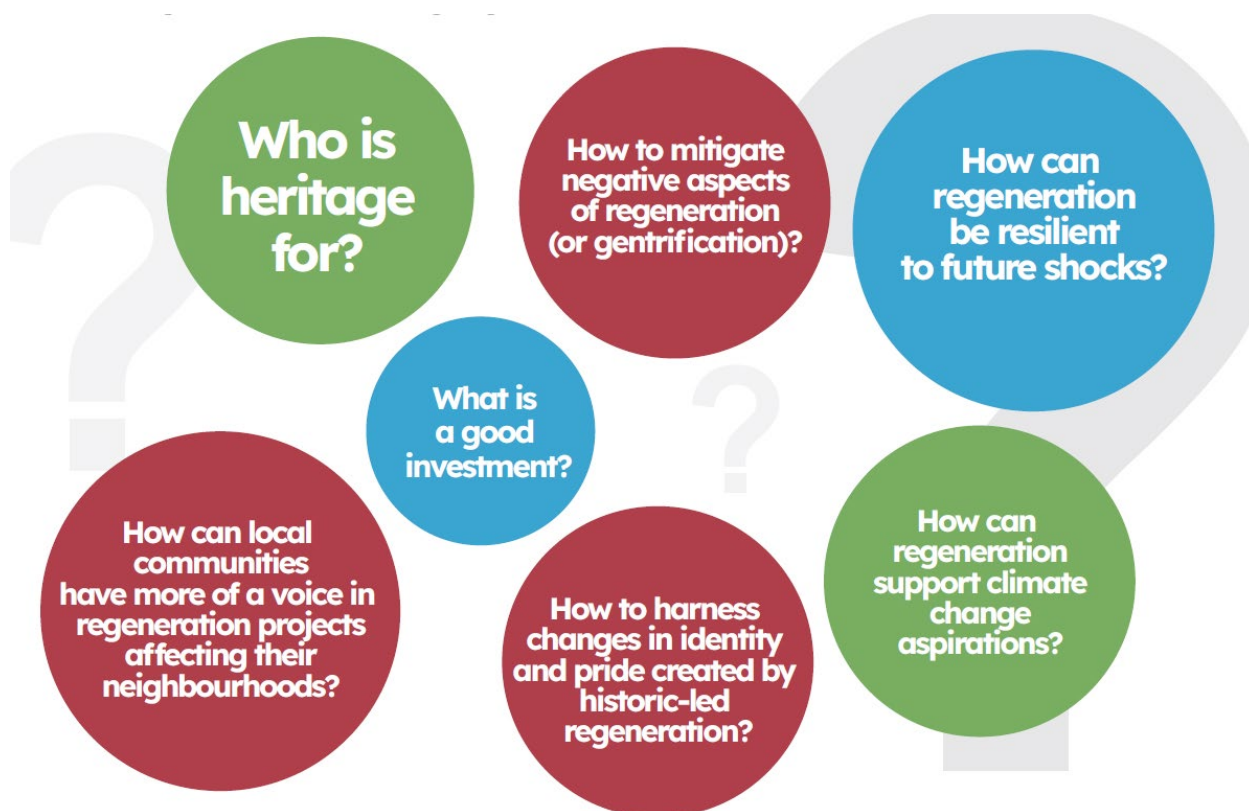 Who is
heritage
for?
How to mitigate
negative aspects
of regeneration
(or gentrification)?
How can
regeneration
be resilient
to future shocks?
What is
a good
investment?
How can local
communities
have more of a voice in
regeneration projects
affecting their
neighbourhoods?
How to harness
changes in identity
and pride created by
historic-led
regeneration?
How can
regeneration
support climate
change
aspirations?